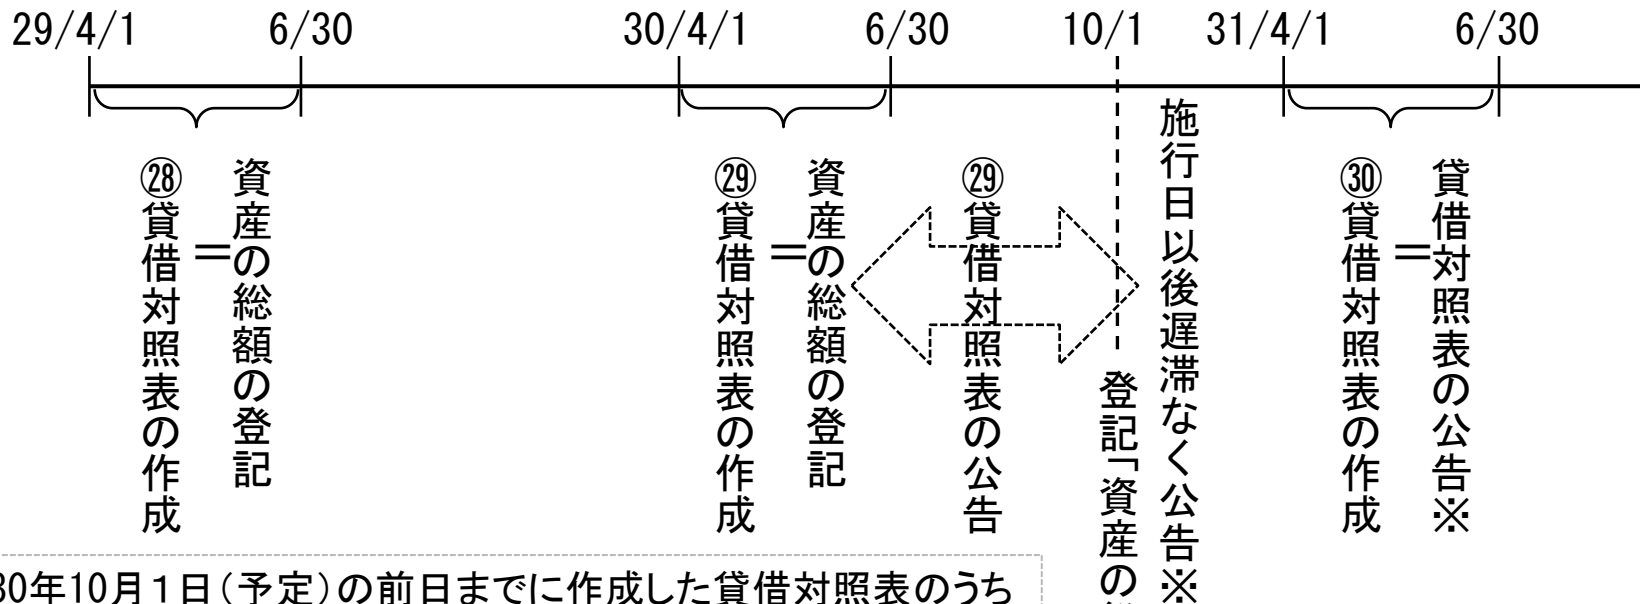 29/4/1 6/30 30/4/1 6/30 10/1 31/4/1 6/30
㉘貸借対照表の作成
=
資産の総額の登記
㉙貸借対照表の作成
=
資産の総額の登記
㉙貸借対照表の公告
登記「資産の
施行日以後遅滞なく公告※
㉚貸借対照表の作成
=
貸借対照表の公告※
30年10月1日(予定)の前日までに作成した貸借対照表のうち